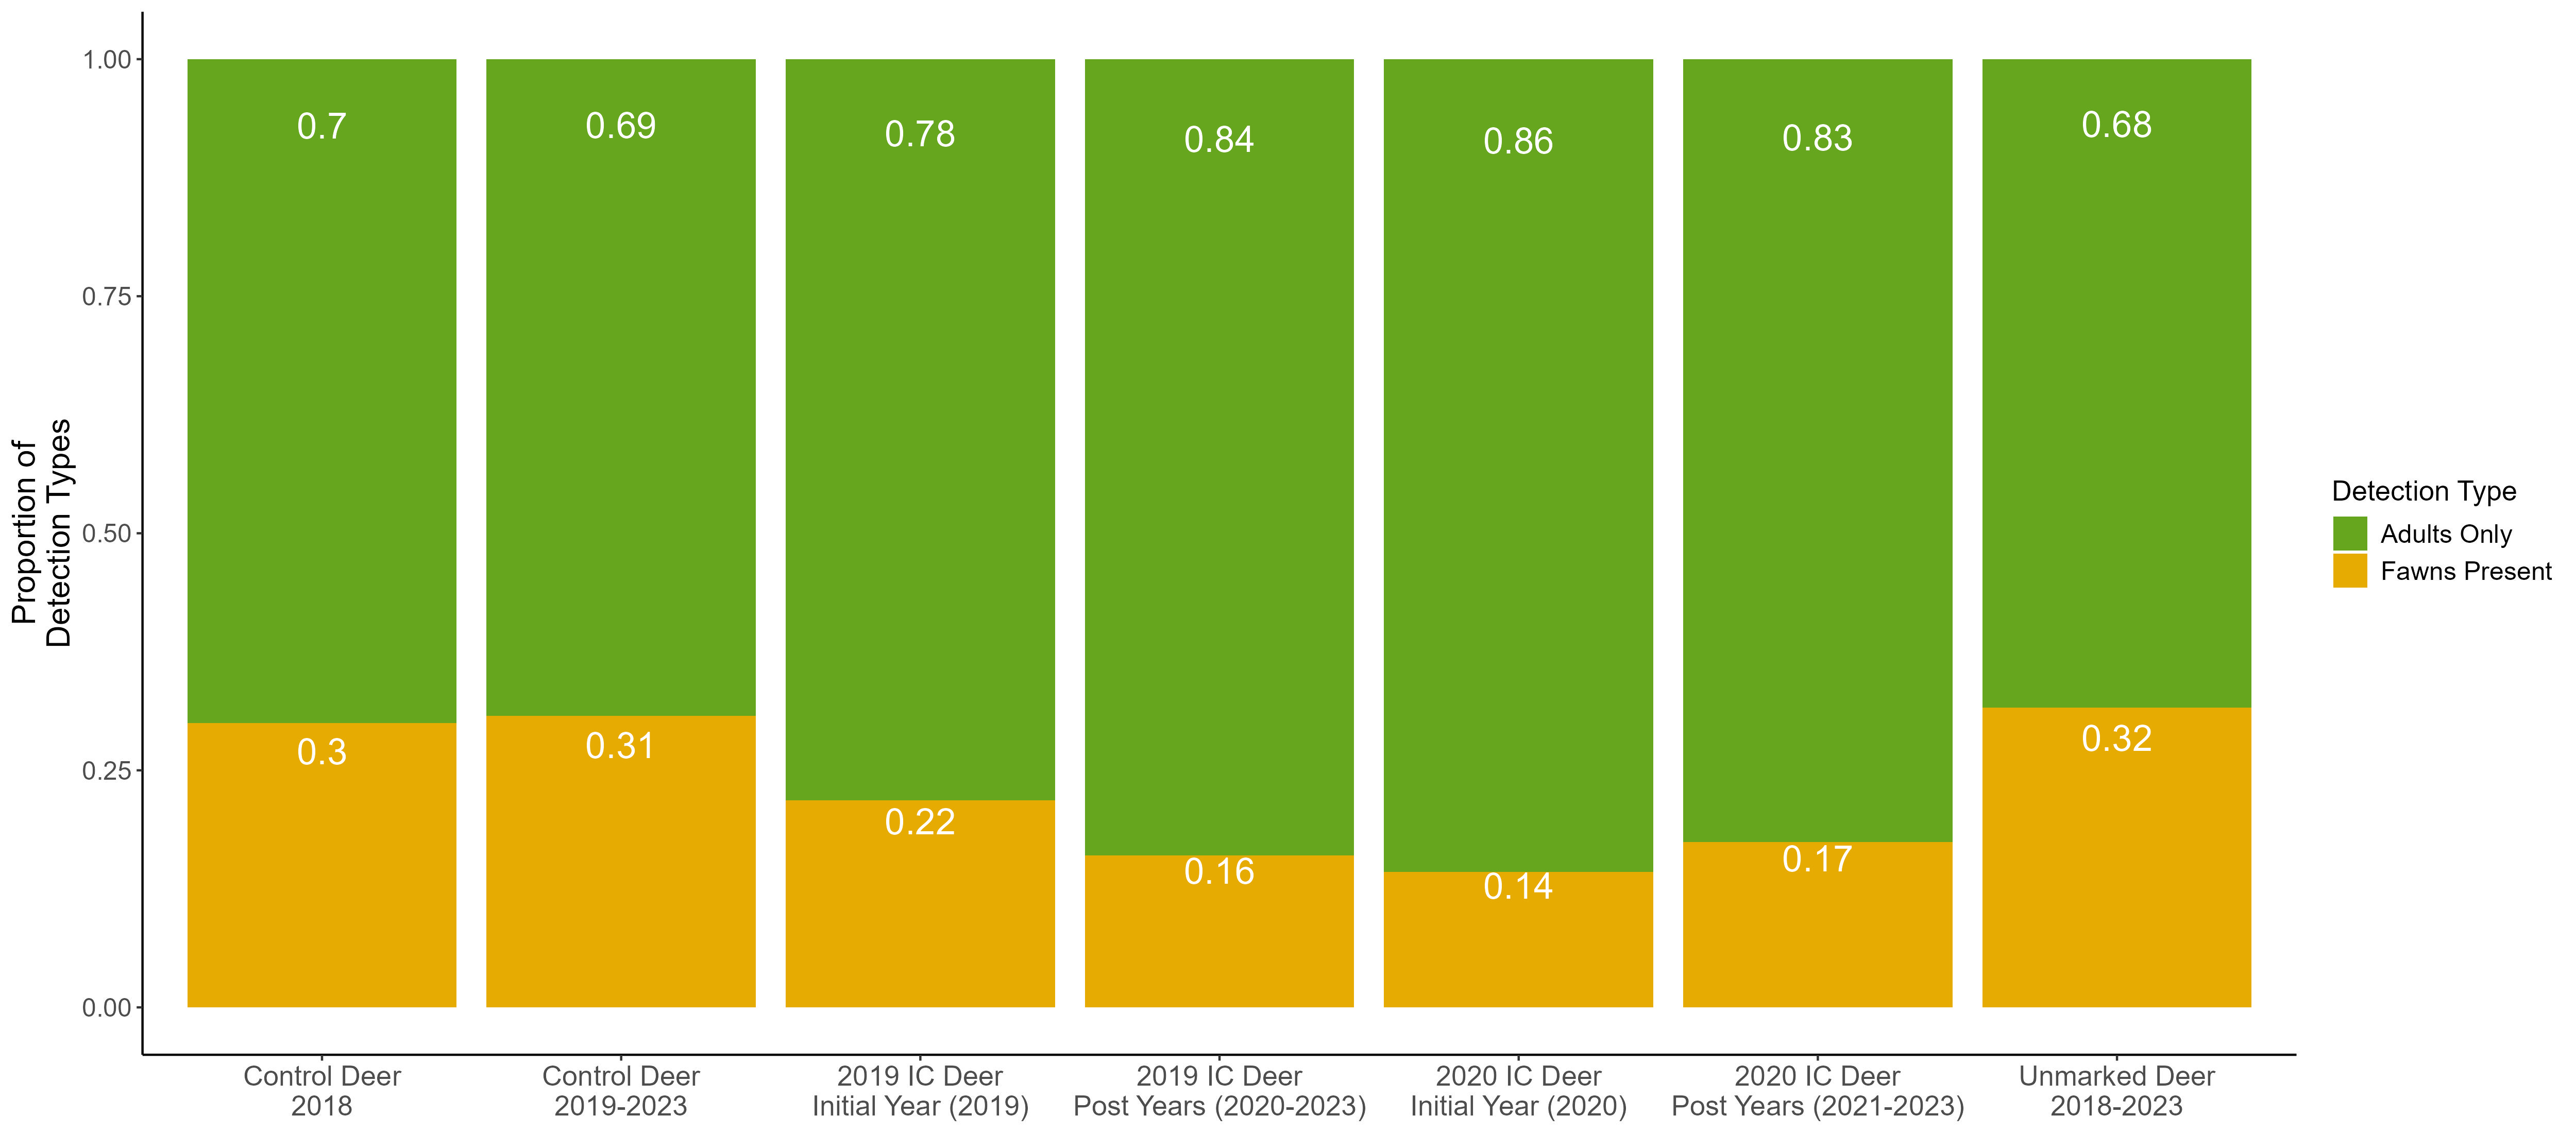 Proportion of
Detection Types
1.00
0.75
0.50
0.25
0.00
0.7
0.69
0.78
0.84
0.86
0.83
0.68
0.3
0.31
0.22
0.16
0.14
0.17
0.32
Control Deer
2018
Control Deer
2019-2023
2019 IC Deer
Initial Year (2019)
2019 IC Deer
Post Years (2020-2023)
2020 IC Deer
Initial Year (2020)
2020 IC Deer
Post Years (2021-2023)
Unmarked Deer
2018-2023
Detection Type
Adults Only
Fawns Present